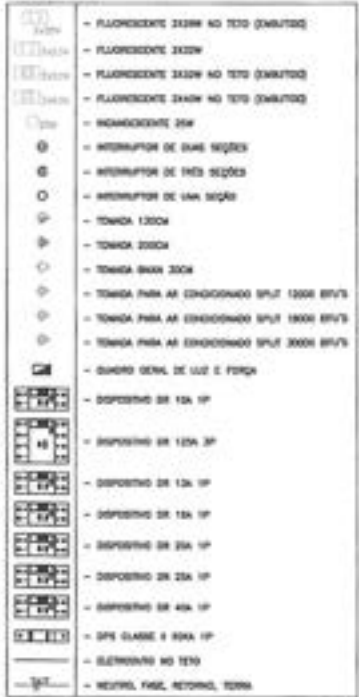 - FLUORESCENTE 2X28W NO TETO (EMBUTIDO)
- FLUORESCENTE 2X32W
- FLUORESCENTE 2X32W NO TETO (EMBUTIDO)
- FLUORESCENTE 2X40W NO TETO (EMBUTIDO)
- INCANDESCENTE 25W
- INTERRUPTOR DE DUAS SEÇÕES
- INTERRUPTOR DE TRÊS SEÇÕES
- INTERRUPTOR DE UMA SEÇÃO
- TOMADA 130CM
- TOMADA 200CM
- TOMADA BAIXA 30CM
- TOMADA PARA AR CONDICIONADO SPLIT 12000 BTU'S
- TOMADA PARA AR CONDICIONADO SPLIT 18000 BTU'S
- TOMADA PARA AR CONDICIONADO SPLIT 30000 BTU'S
- QUADRO GERAL DE LUZ E FORÇA
- DISPOSITIVO DR 10A 1P
- DISPOSITIVO DR 125A 3P
- DISPOSITIVO DR 13A 1P
- DISPOSITIVO DR 16A 1P
- DISPOSITIVO DR 20A 1P
- DISPOSITIVO DR 25A 1P
- DISPOSITIVO DR 40A 1P
- DPS CLASSE II 1P
- ELETRODUTO NO TETO
- NEUTRO, FASE, RETORNO, TERRA